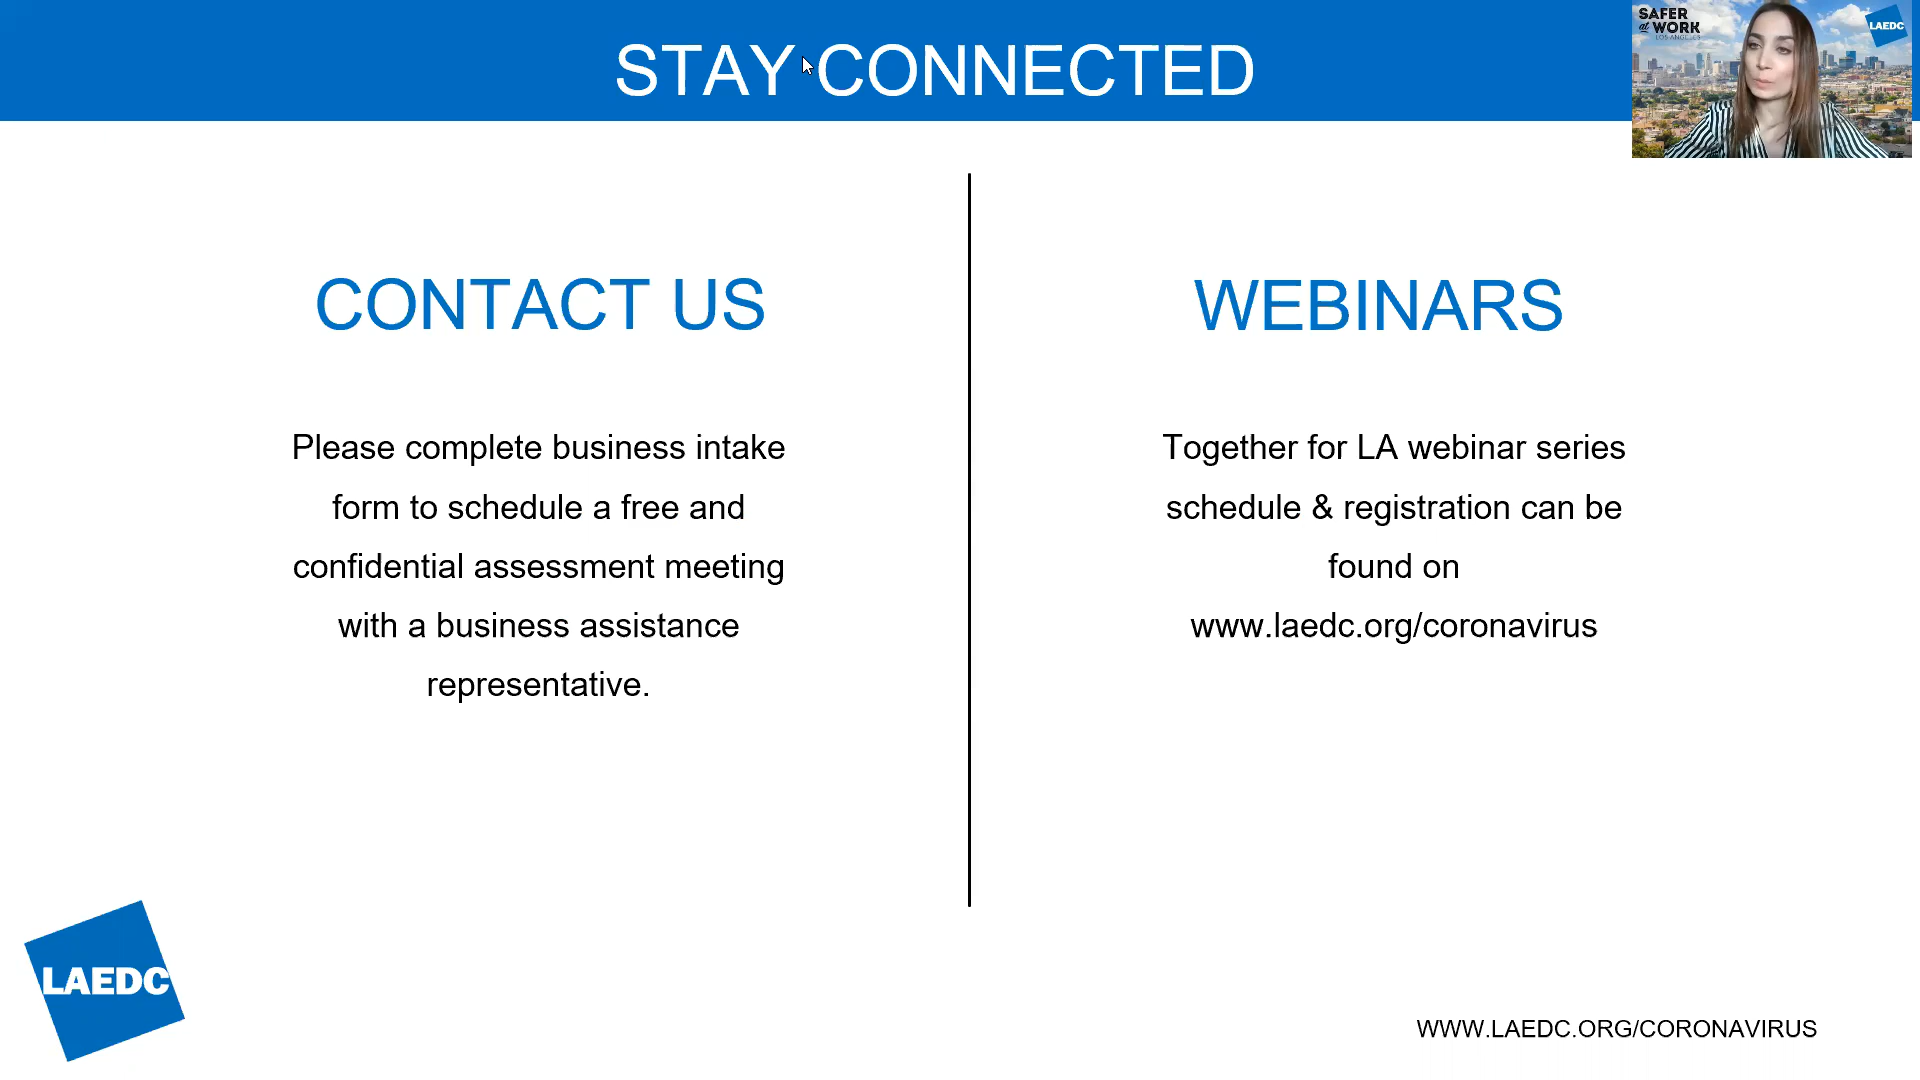 STAY CONNECTED
SAFER
at WORK
LOS ANGELES
LAEDC
CONTACT US
Please complete business intake
form to schedule a free and
confidential assessment meeting
with a business assistance
representative.
WEBINARS
Together for LA webinar series
schedule & registration can be
found on
www.laedc.org/coronavirus
LAEDC
WWW.LAEDC.ORG/CORONAVIRUS